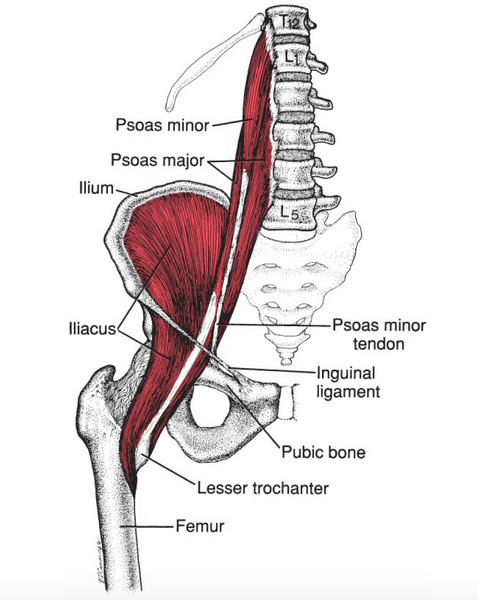 T12
L1
Psoas minor
Psoas major
Ilium
L5
Iliacus
Psoas minor
tendon
Inguinal
ligament
Pubic bone
Lesser trochanter
Femur